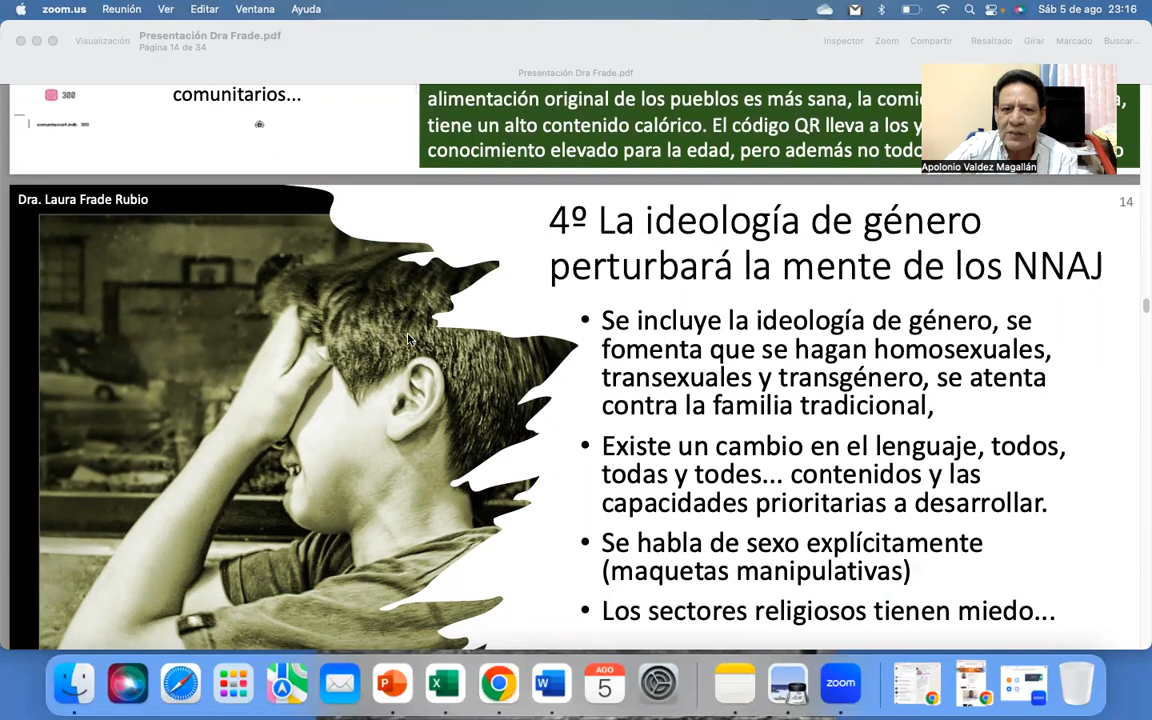 zoom.us Reunión Ver Editar Ventana Ayuda
Sáb 5 de ago 23:16
Visualización
Presentación Dra Frade.pdf
Página 14 de 34
Inspector Zoom Compartir Resaltado Girar Marcado Buscar...
Presentación Dra Frade.pdf
300
comunitarios...
300
alimentación original de los pueblos es más sana, la
tiene un alto contenido calórico. El código QR lleva a los
conocimiento elevado para la edad, pero además no
Apolonio Valdez Magallán
Dra. Laura Frade Rubio
14
4º La ideología de género
perturbará la mente de los NNAJ
• Se incluye la ideología de género, se
fomenta que se hagan homosexuales,
transexuales y transgénero, se atenta
contra la familia tradicional,
• Existe un cambio en el lenguaje, todos,
todas y todes... contenidos y las
capacidades prioritarias a desarrollar.
• Se habla de sexo explícitamente
(maquetas manipulativas)
• Los sectores religiosos tienen miedo...
AGO
5
zoom